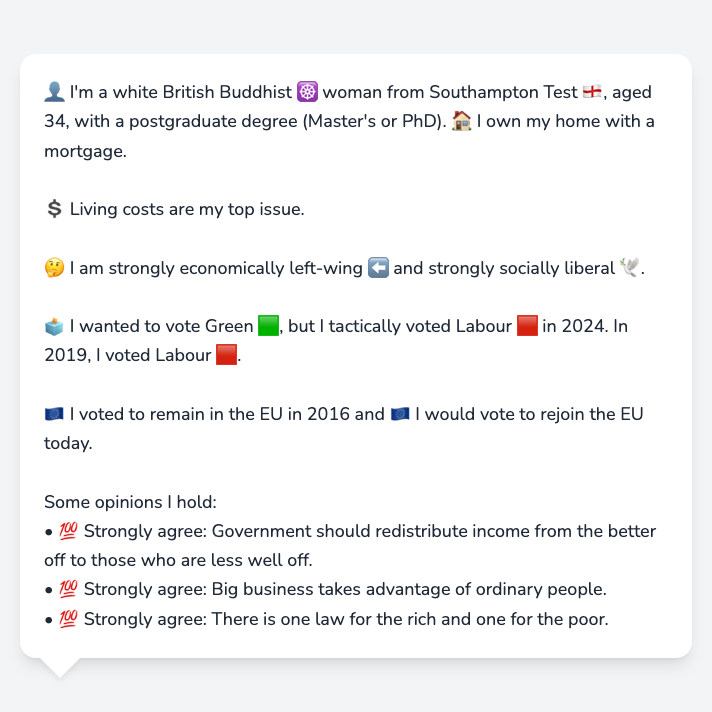 👤 I'm a white British Buddhist ☸️ woman from Southampton Test 🏴󠁧󠁢󠁥󠁮󠁧󠁿, aged
34, with a postgraduate degree (Master's or PhD). 🏠 I own my home with a
mortgage.
💲 Living costs are my top issue.
🤔 I am strongly economically left-wing ⬅️ and strongly socially liberal 🕊️.
🗳️ I wanted to vote Green 🟩, but I tactically voted Labour 🟥 in 2024. In
2019, I voted Labour 🟥.
🇪🇺 I voted to remain in the EU in 2016 and 🇪🇺 I would vote to rejoin the EU
today.
Some opinions I hold:
• 💯 Strongly agree: Government should redistribute income from the better
off to those who are less well off.
• 💯 Strongly agree: Big business takes advantage of ordinary people.
• 💯 Strongly agree: There is one law for the rich and one for the poor.